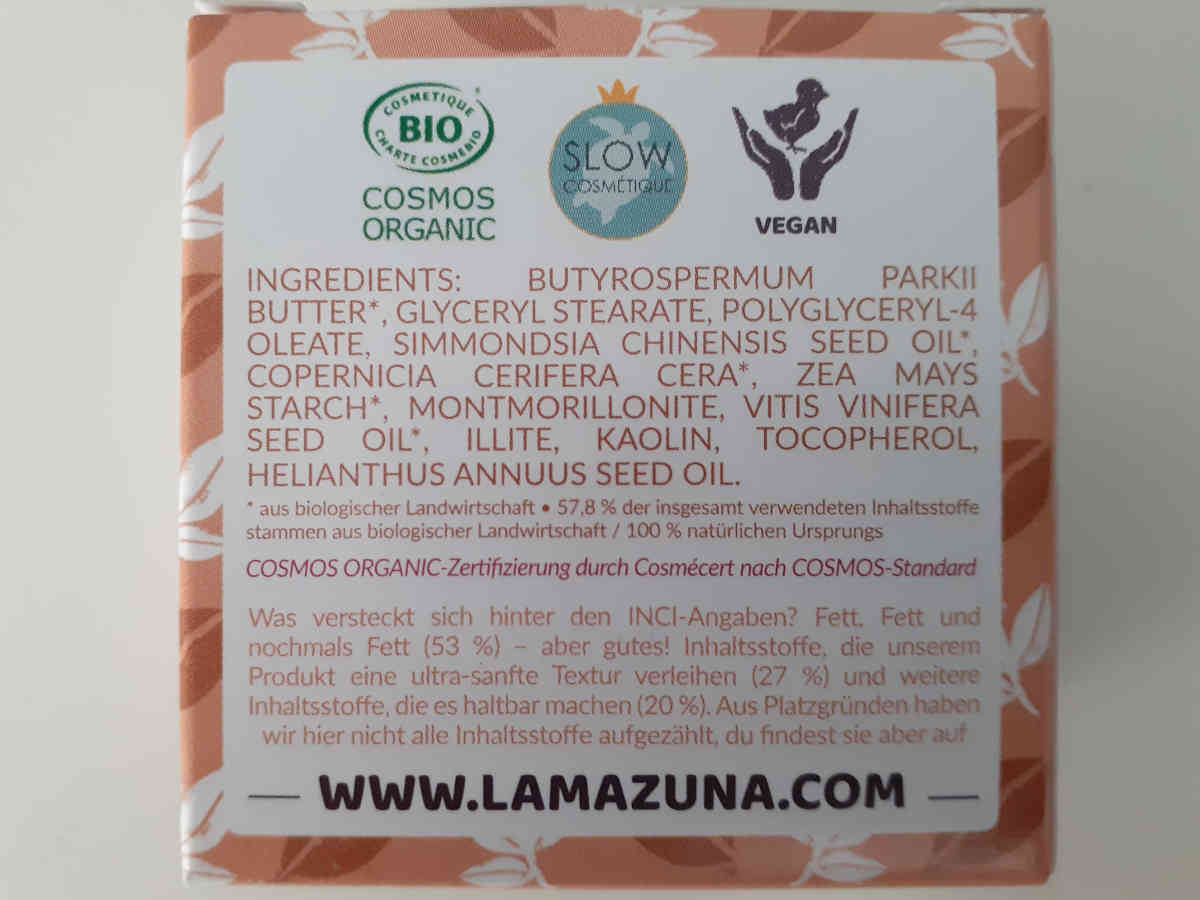 COSMETIQUE
BIO
CHARTE COSMEBIO
COSMOS
ORGANIC
SLOW
COSMÉTIQUE
VEGAN
INGREDIENTS: BUTYROSPERMUM PARKII
BUTTER*, GLYCERYL STEARATE, POLYGLYCERYL-4
OLEATE, SIMMONDSIA CHINENSIS SEED OIL*,
COPERNICIA CERIFERA CERA*, ZEA MAYS
STARCH*, MONTMORILLONITE, VITIS VINIFERA
SEED OIL*, ILLITE, KAOLIN, TOCOPHEROL,
HELIANTHUS ANNUUS SEED OIL.
* aus biologischer Landwirtschaft • 57,8 % der insgesamt verwendeten Inhaltsstoffe
stammen aus biologischer Landwirtschaft / 100 % natürlichen Ursprungs
COSMOS ORGANIC-Zertifizierung durch Cosmécert nach COSMOS-Standard
Was versteckt sich hinter den INCI-Angaben? Fett, Fett und
nochmals Fett (53 %) – aber gutes! Inhaltsstoffe, die unserem
Produkt eine ultra-sanfte Textur verleihen (27 %) und weitere
Inhaltsstoffe, die es haltbar machen (20 %). Aus Platzgründen haben
wir hier nicht alle Inhaltsstoffe aufgezählt, du findest sie aber auf
WWW.LAMAZUNA.COM